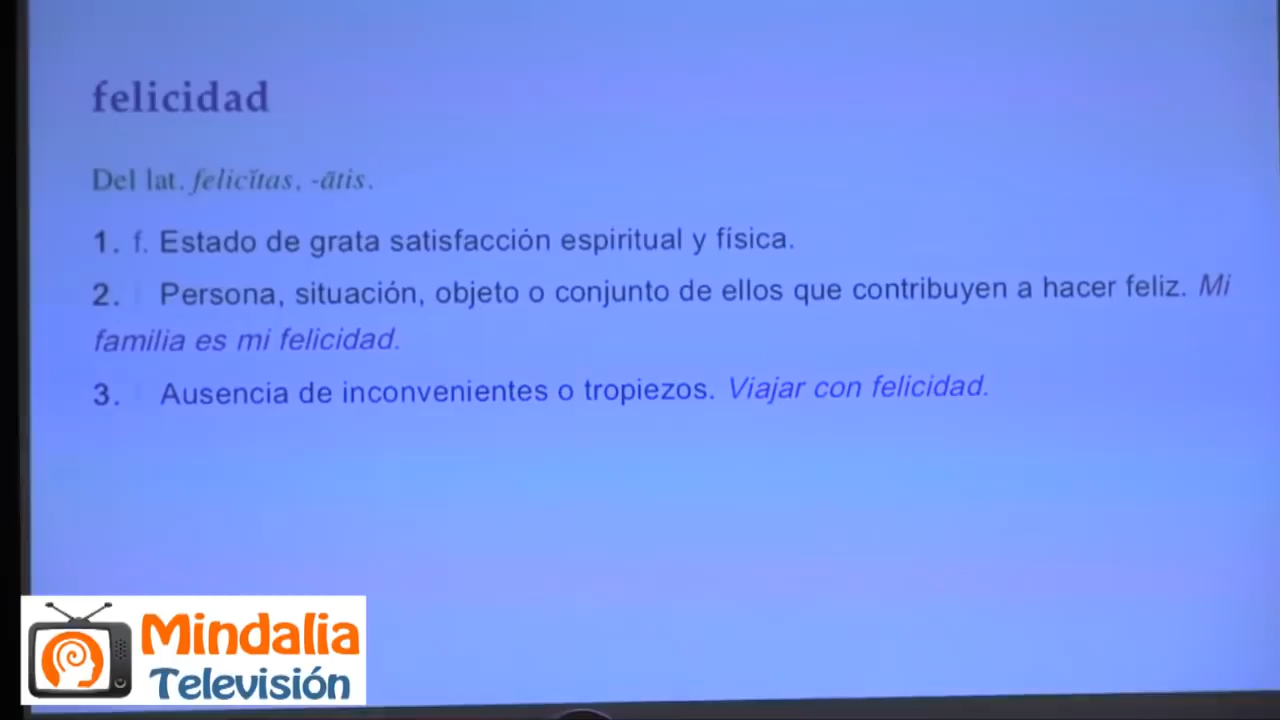 felicidad
Del lat. felicĭtas, -ātis.
1. f. Estado de grata satisfacción espiritual y física.
2. Persona, situación, objeto o conjunto de ellos que contribuyen a hacer feliz. Mi
familia es mi felicidad.
3. Ausencia de inconvenientes o tropiezos. Viajar con felicidad.
Mindalia
Televisión